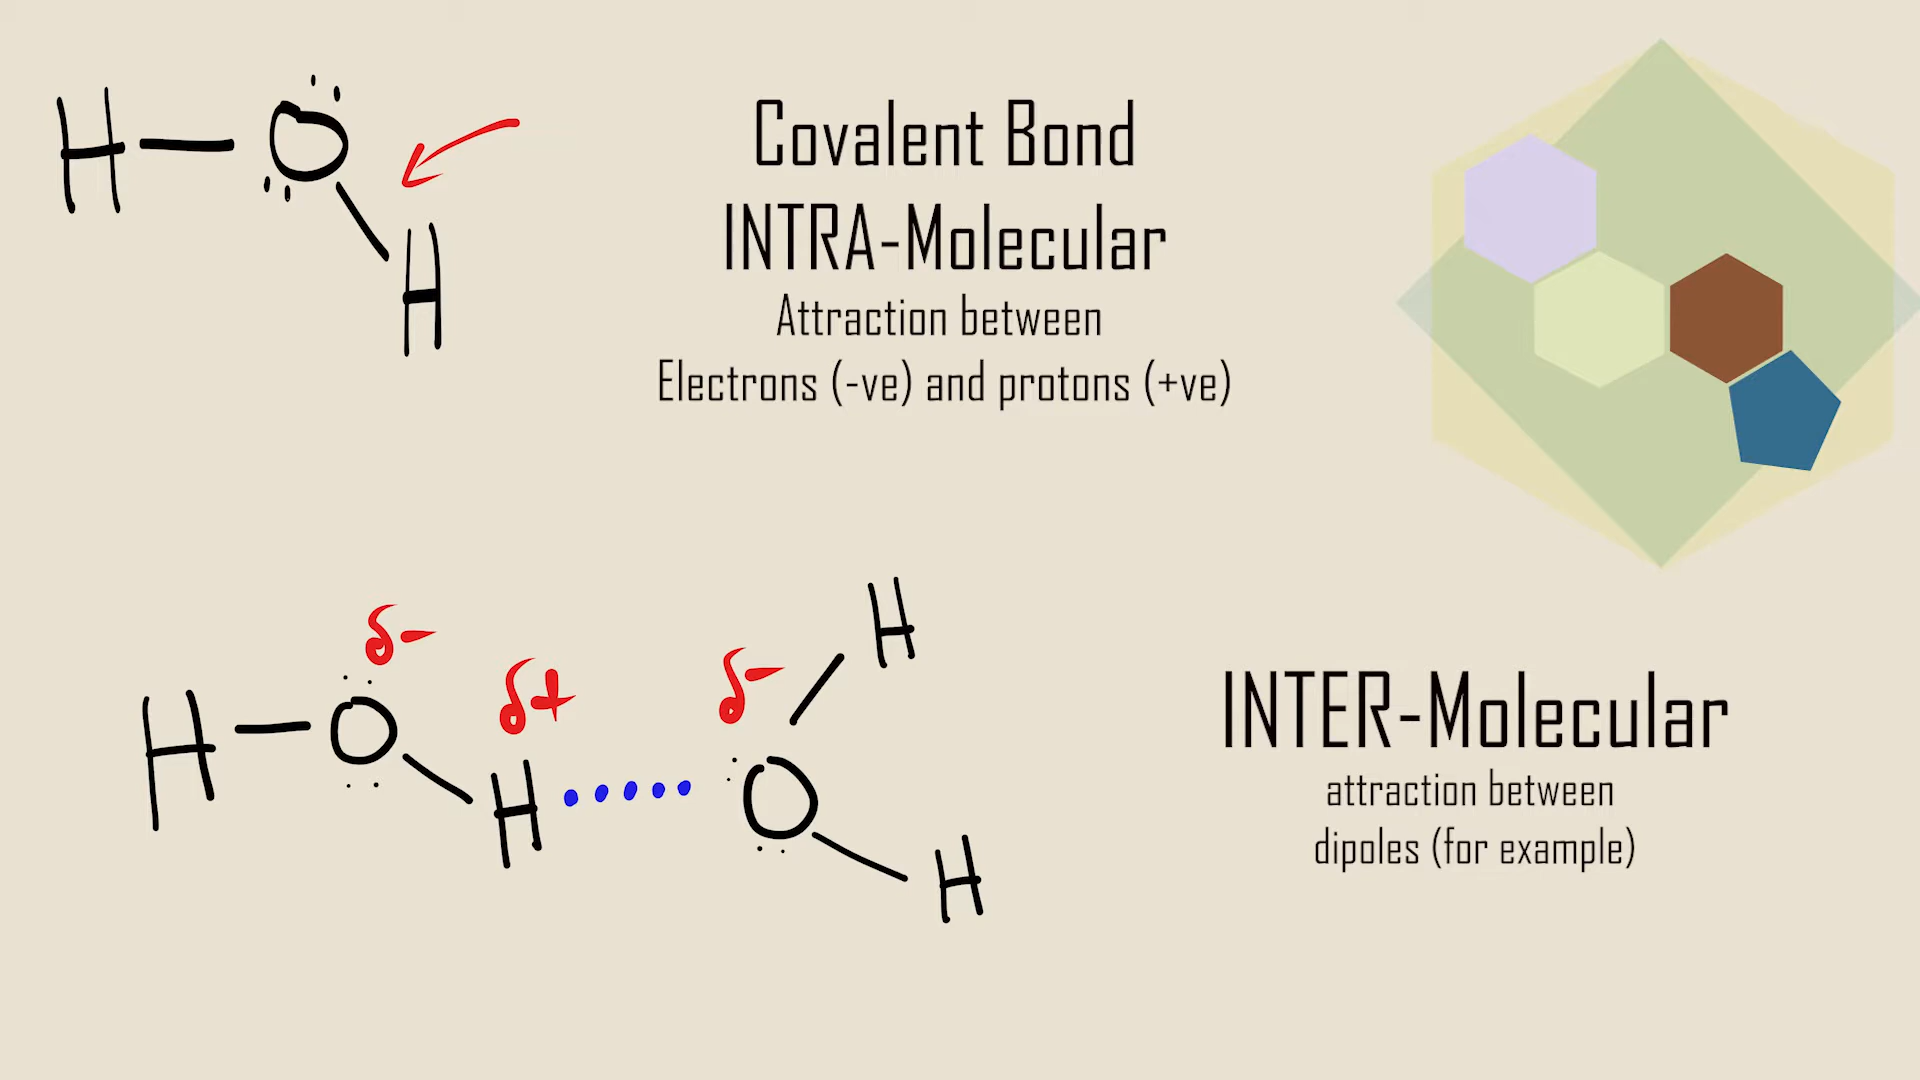 H — O
H
Covalent Bond
INTRA-Molecular
Attraction between
Electrons (-ve) and protons (+ve)
H
δ-
δ+
δ-
H — O
H ..... O
H
INTER-Molecular
attraction between
dipoles (for example)